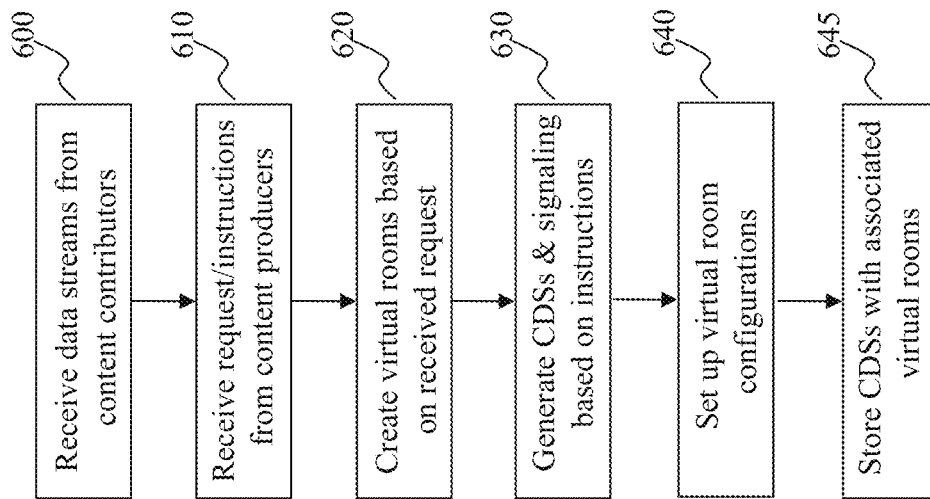 600
Receive data streams from
content contributors
610
Receive request/instructions
from content producers
620
Create virtual rooms based
on received request
630
Generate CDSs & signaling
based on instructions
640
Set up virtual room
configurations
645
Store CDSs with associated
virtual rooms